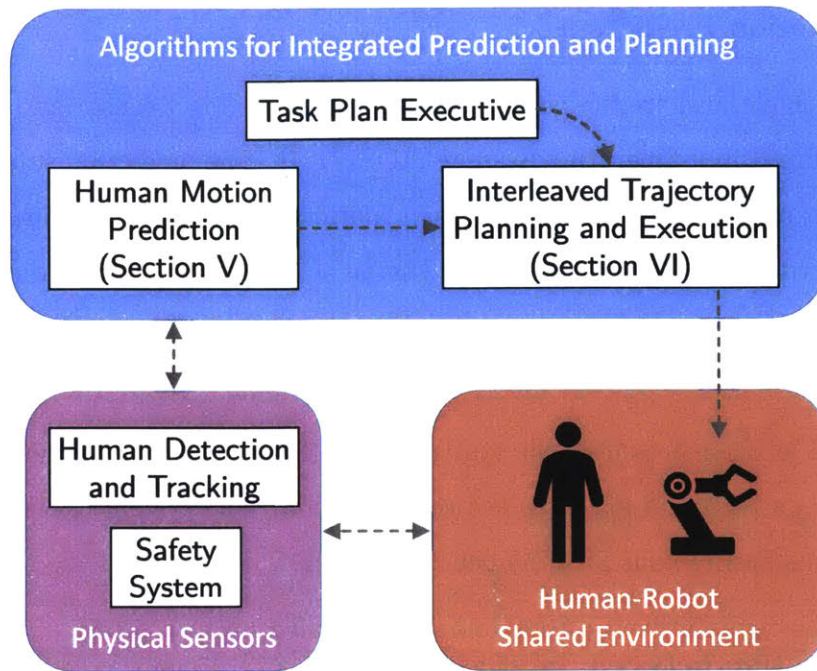 Algorithms for Integrated Prediction and Planning
Task Plan Executive
Human Motion
Prediction
(Section V)
Interleaved Trajectory
Planning and Execution
(Section VI)
Human Detection
and Tracking
Safety
System
Physical Sensors
Human-Robot
Shared Environment